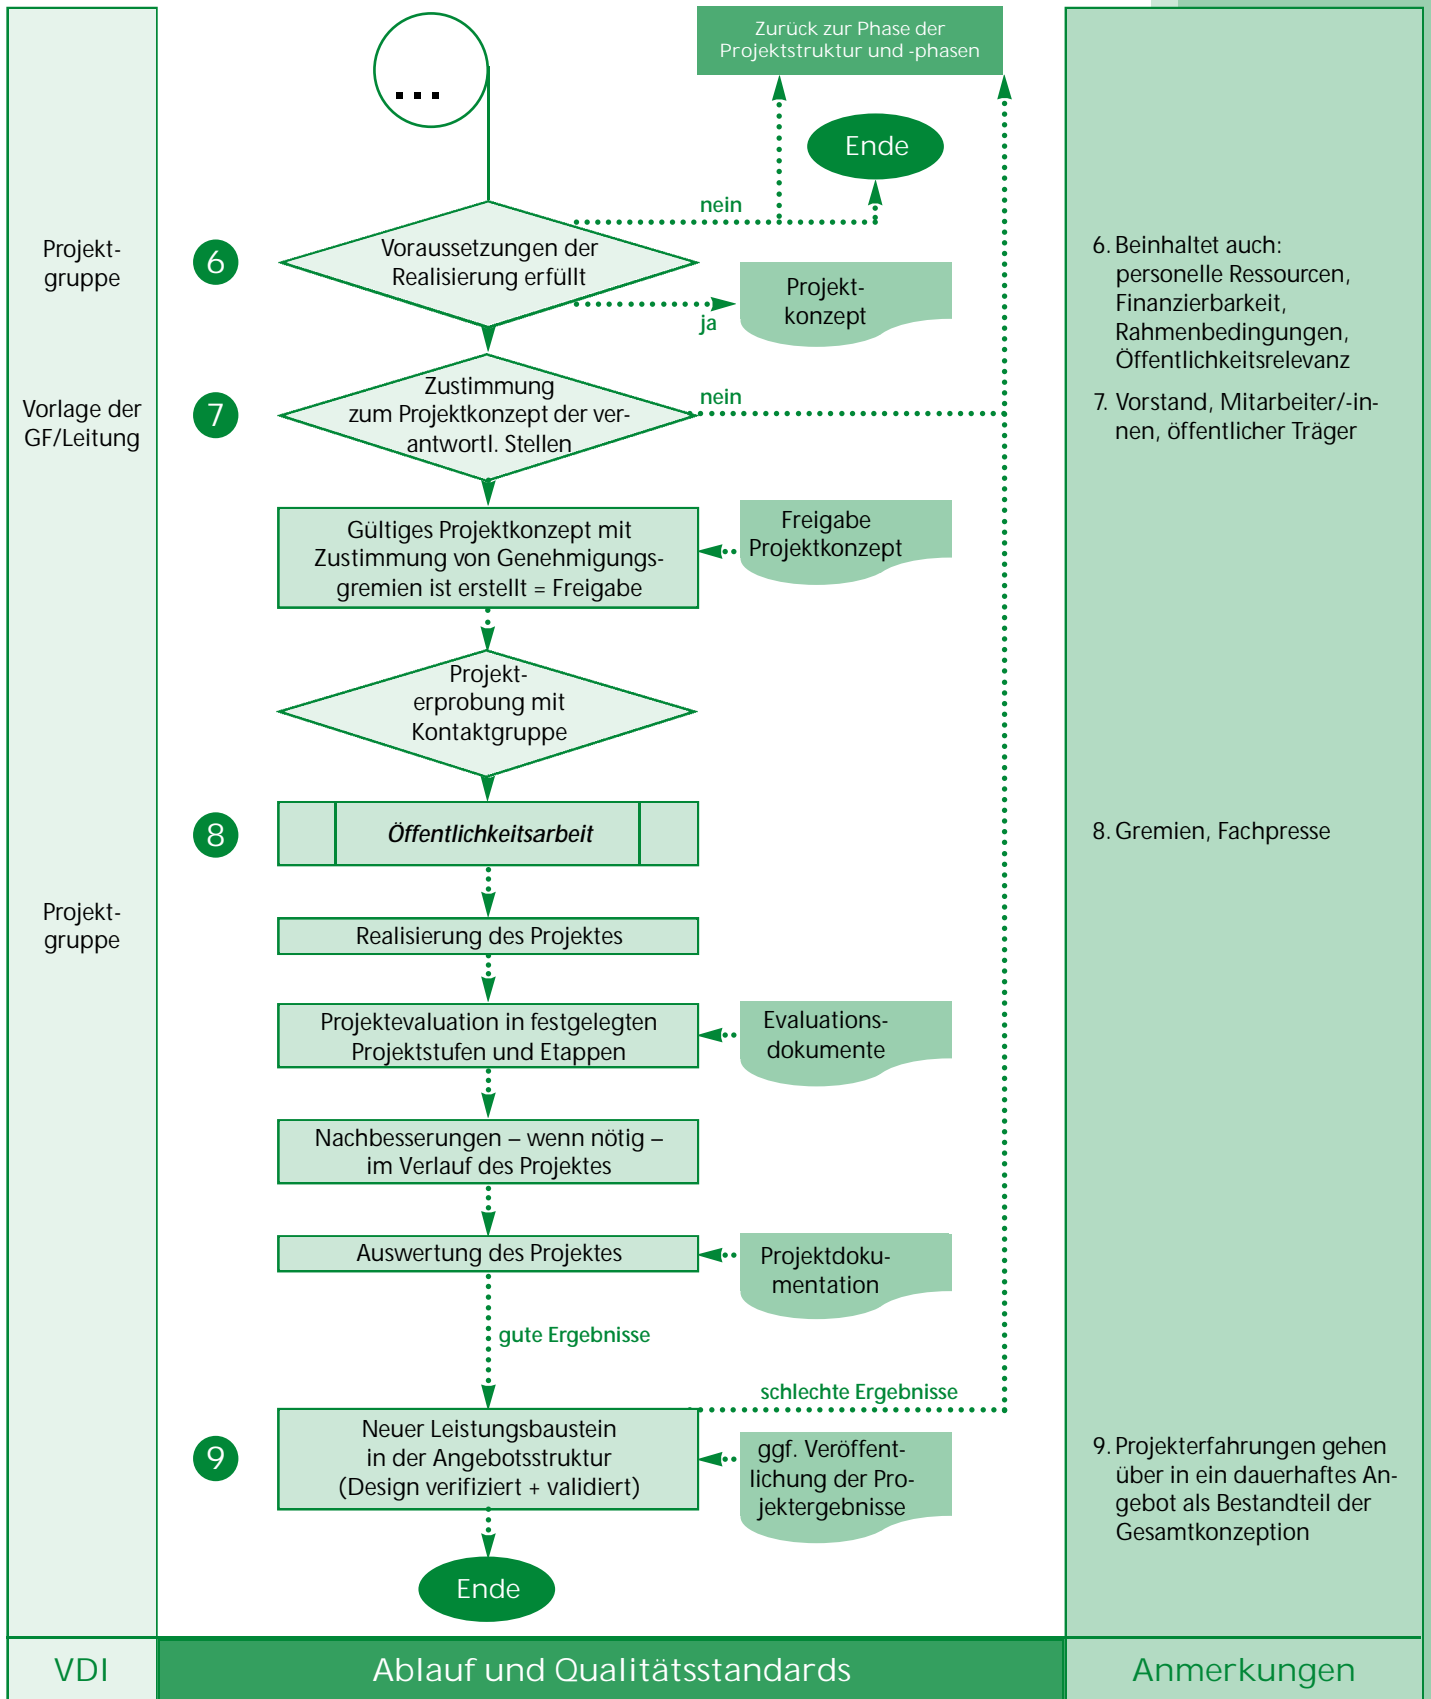 Zurück zur Phase der
Projektstruktur und -phasen
...
Ende
nein
Projekt-
gruppe
6
Voraussetzungen der
Realisierung erfüllt
ja
Projekt-
konzept
6. Beinhaltet auch:
personelle Ressourcen,
Finanzierbarkeit,
Rahmenbedingungen,
Öffentlichkeitsrelevanz
Vorlage der
GF/Leitung
7
Zustimmung
zum Projektkonzept der ver-
antwortl. Stellen
nein
7. Vorstand, Mitarbeiter/-in-
nen, öffentlicher Träger
Gültiges Projektkonzept mit
Zustimmung von Genehmigungs-
gremien ist erstellt = Freigabe
Freigabe
Projektkonzept
Projekt-
erprobung mit
Kontaktgruppe
8
Öffentlichkeitsarbeit
8. Gremien, Fachpresse
Projekt-
gruppe
Realisierung des Projektes
Projektevaluation in festgelegten
Projektstufen und Etappen
Evaluations-
dokumente
Nachbesserungen – wenn nötig –
im Verlauf des Projektes
Auswertung des Projektes
Projektdoku-
mentation
gute Ergebnisse
schlechte Ergebnisse
9
Neuer Leistungsbaustein
in der Angebotsstruktur
(Design verifiziert + validiert)
ggf. Veröffent-
lichung der Pro-
jektergebnisse
9. Projekterfahrungen gehen
über in ein dauerhaftes An-
gebot als Bestandteil der
Gesamtkonzeption
Ende
VDI
Ablauf und Qualitätsstandards
Anmerkungen